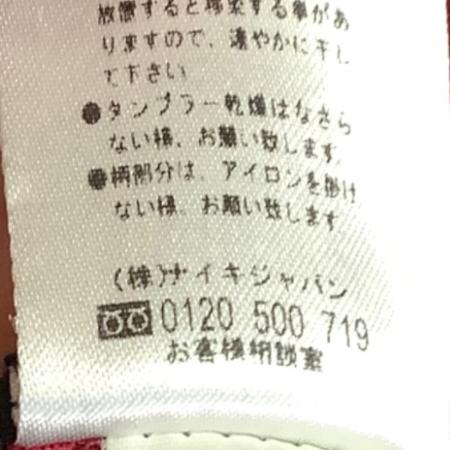 放置すると移染する事があ
りますので、速やかに干し
て下さい
●タンブラー乾燥はなさら
ない様、お願い致します。
●柄部分は、アイロンを掛け
ない様、お願い致します
(株)ナイキジャパン
0120 500 719
お客様相談室